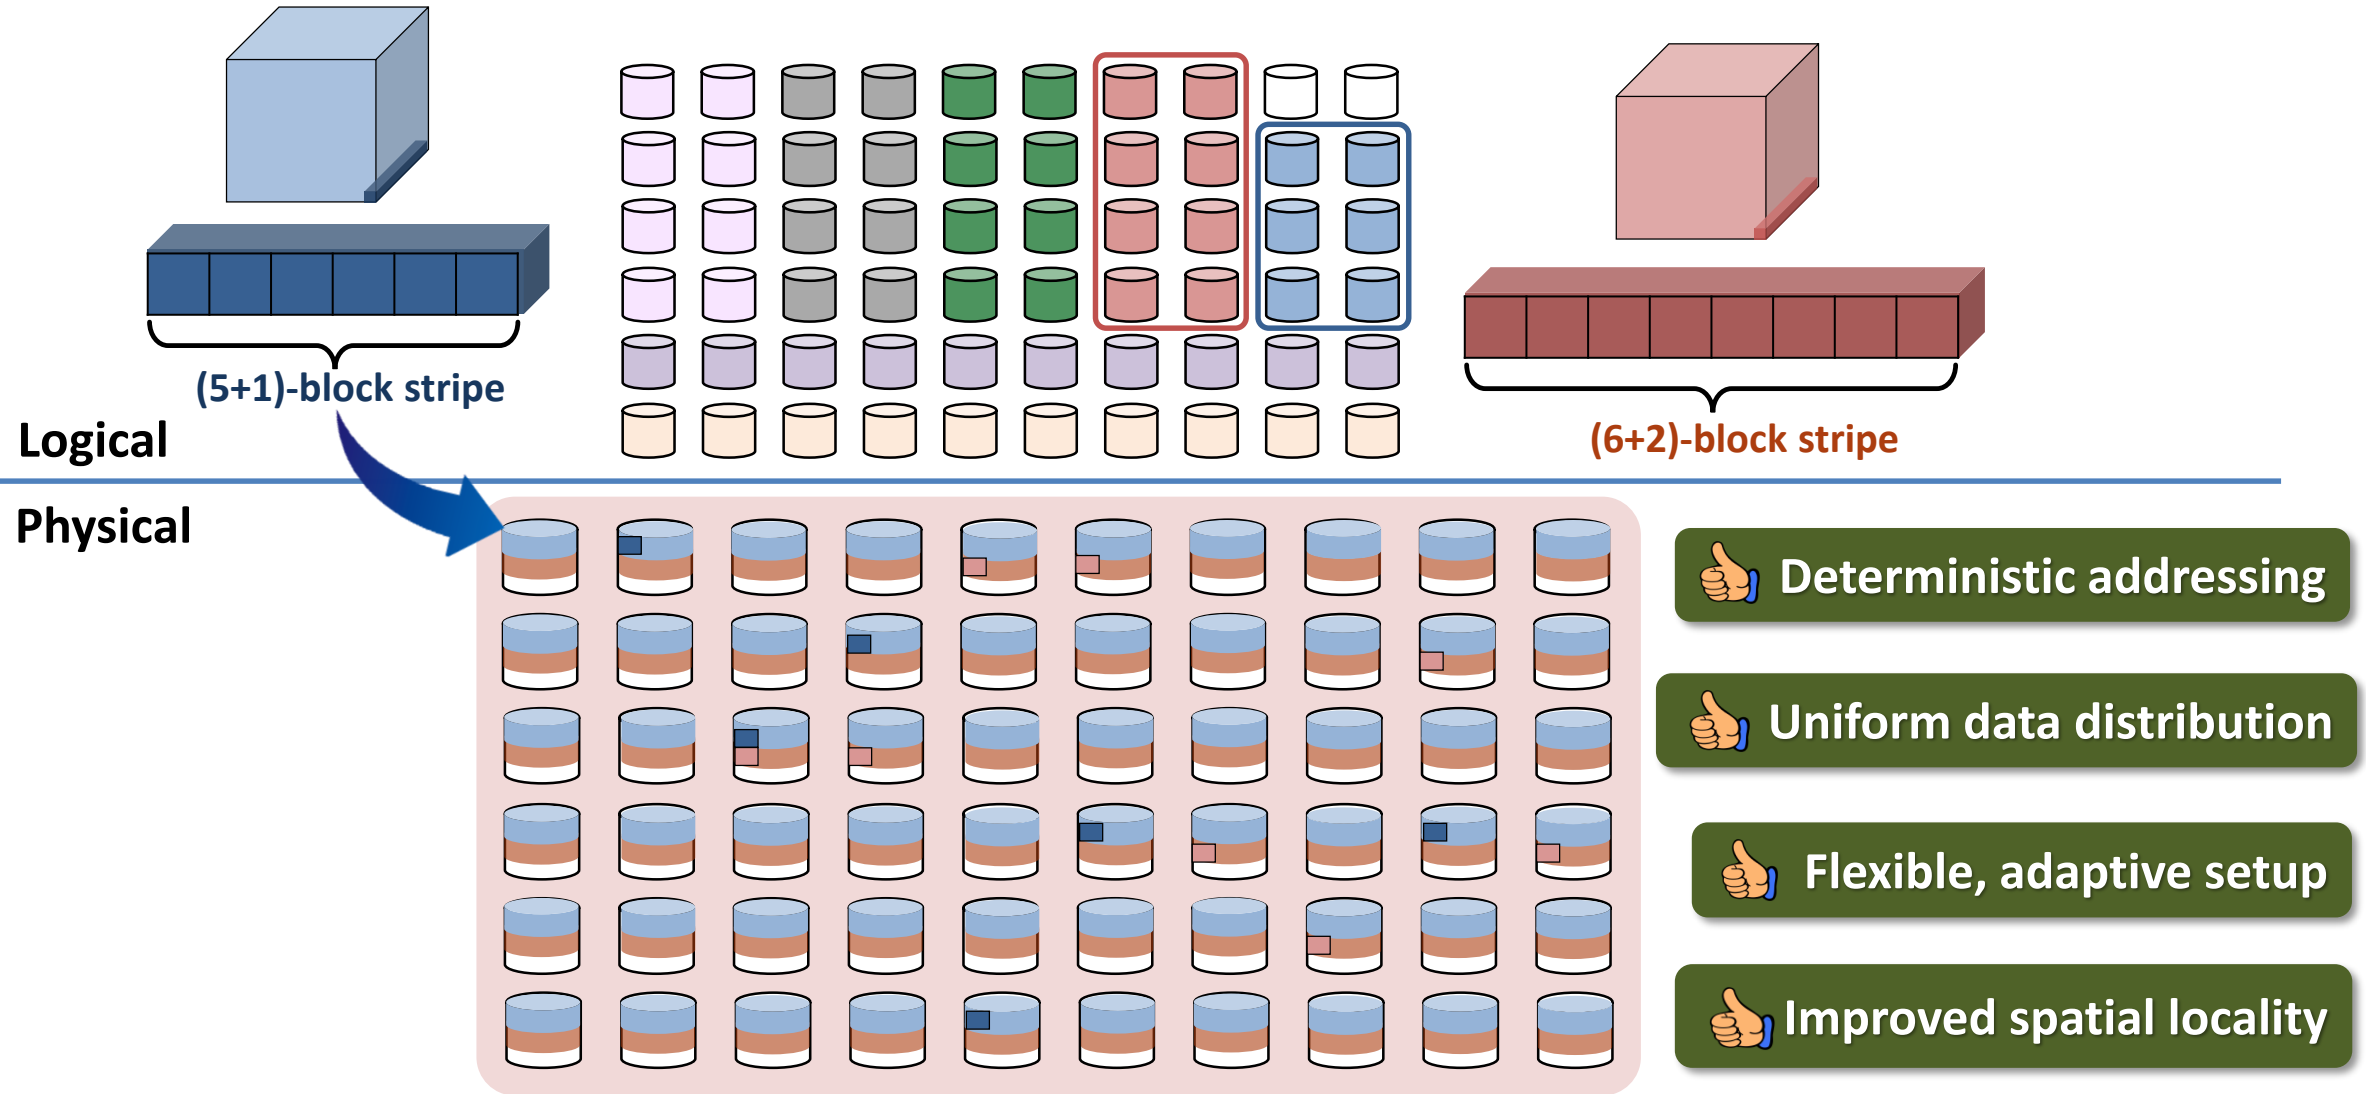 (5+1)-block stripe
(6+2)-block stripe
Logical
Physical
Deterministic addressing
Uniform data distribution
Flexible, adaptive setup
Improved spatial locality